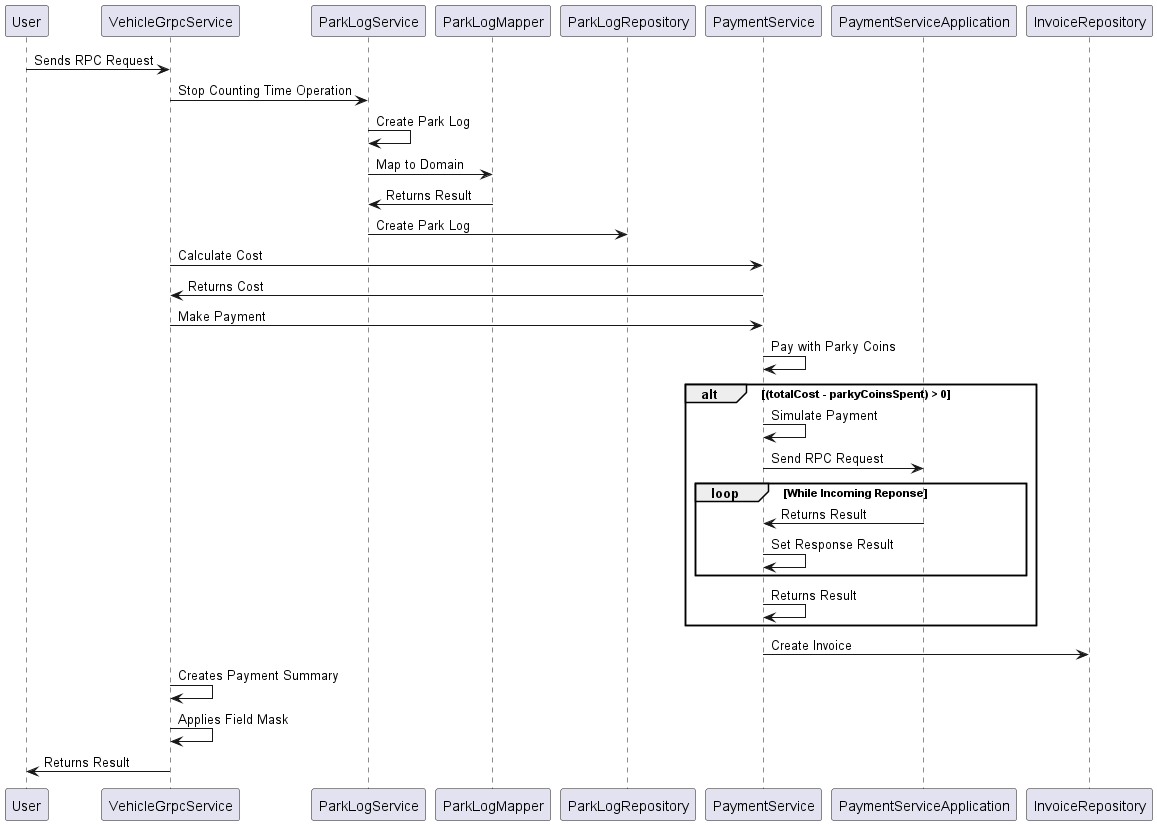 User VehicleGrpcService ParkLogService ParkLogMapper ParkLogRepository PaymentService PaymentServiceApplication InvoiceRepository
Sends RPC Request
Stop Counting Time Operation
Create Park Log
Map to Domain
Returns Result
Create Park Log
Calculate Cost
Returns Cost
Make Payment
Pay with Parky Coins
alt [(totalCost - parkyCoinsSpent) > 0]
Simulate Payment
Send RPC Request
loop [While Incoming Reponse]
Returns Result
Set Response Result
Returns Result
Create Invoice
Creates Payment Summary
Applies Field Mask
Returns Result
User VehicleGrpcService ParkLogService ParkLogMapper ParkLogRepository PaymentService PaymentServiceApplication InvoiceRepository